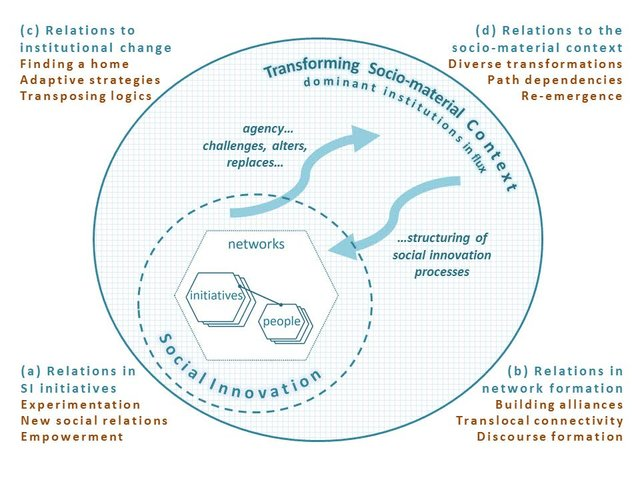 (c) Relations to
institutional change
Finding a home
Adaptive strategies
Transposing logics
(d) Relations to the
socio-material context
Diverse transformations
Path dependencies
Re-emergence
Transforming Socio-material Context
dominant institutions in flux
agency...
challenges, alters,
replaces...
...structuring of
social innovation
processes
networks
initiatives
people
Social Innovation
(a) Relations in
SI initiatives
Experimentation
New social relations
Empowerment
(b) Relations in
network formation
Building alliances
Translocal connectivity
Discourse formation